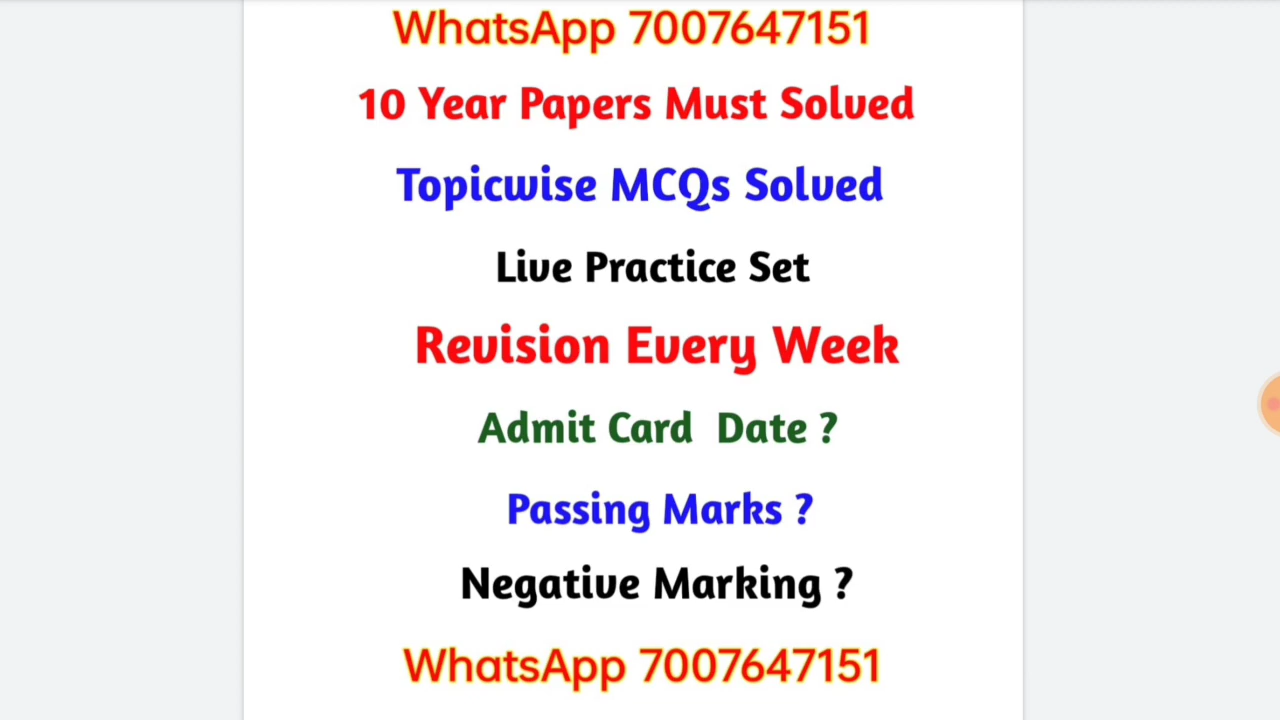 WhatsApp 7007647151
10 Year Papers Must Solved
Topicwise MCQs Solved
Live Practice Set
Revision Every Week
Admit Card Date ?
Passing Marks ?
Negative Marking ?
WhatsApp 7007647151